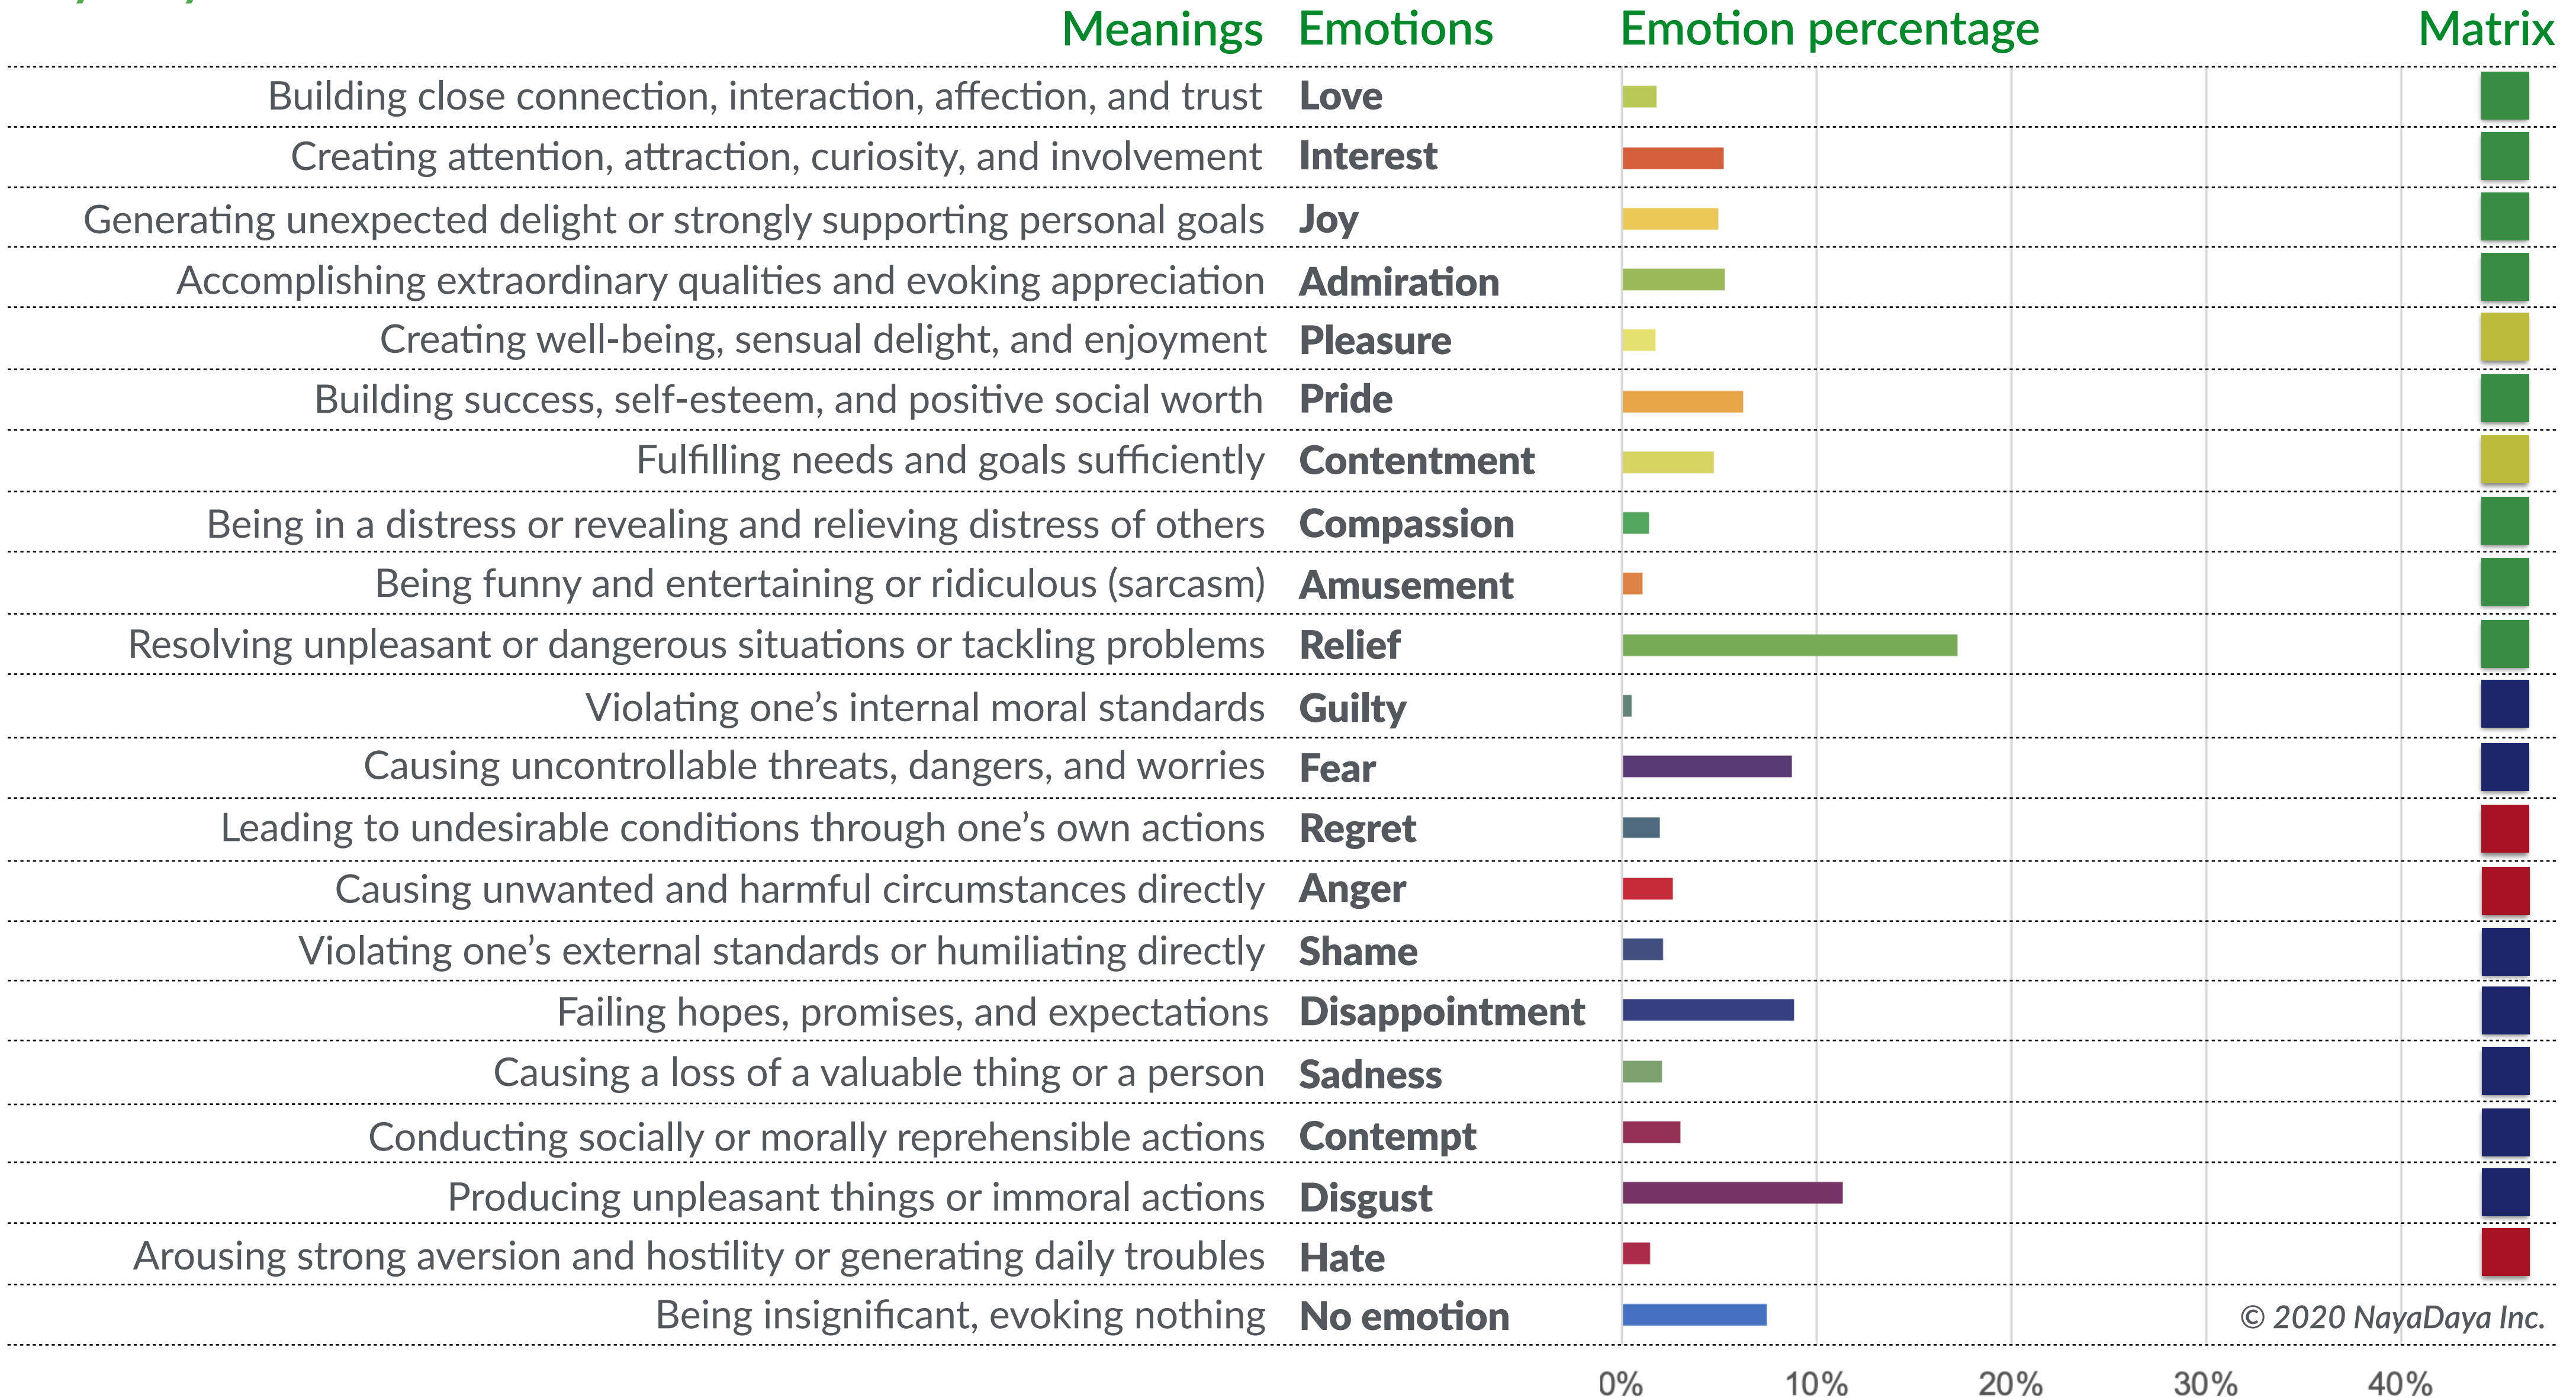 Meanings Emotions Emotion percentage Matrix
Building close connection, interaction, affection, and trust Love
Creating attention, attraction, curiosity, and involvement Interest
Generating unexpected delight or strongly supporting personal goals Joy
Accomplishing extraordinary qualities and evoking appreciation Admiration
Creating well-being, sensual delight, and enjoyment Pleasure
Building success, self-esteem, and positive social worth Pride
Fulfilling needs and goals sufficiently Contentment
Being in a distress or revealing and relieving distress of others Compassion
Being funny and entertaining or ridiculous (sarcasm) Amusement
Resolving unpleasant or dangerous situations or tackling problems Relief
Violating one’s internal moral standards Guilty
Causing uncontrollable threats, dangers, and worries Fear
Leading to undesirable conditions through one’s own actions Regret
Causing unwanted and harmful circumstances directly Anger
Violating one’s external standards or humiliating directly Shame
Failing hopes, promises, and expectations Disappointment
Causing a loss of a valuable thing or a person Sadness
Conducting socially or morally reprehensible actions Contempt
Producing unpleasant things or immoral actions Disgust
Arousing strong aversion and hostility or generating daily troubles Hate
Being insignificant, evoking nothing No emotion © 2020 NayaDaya Inc.
0% 10% 20% 30% 40%